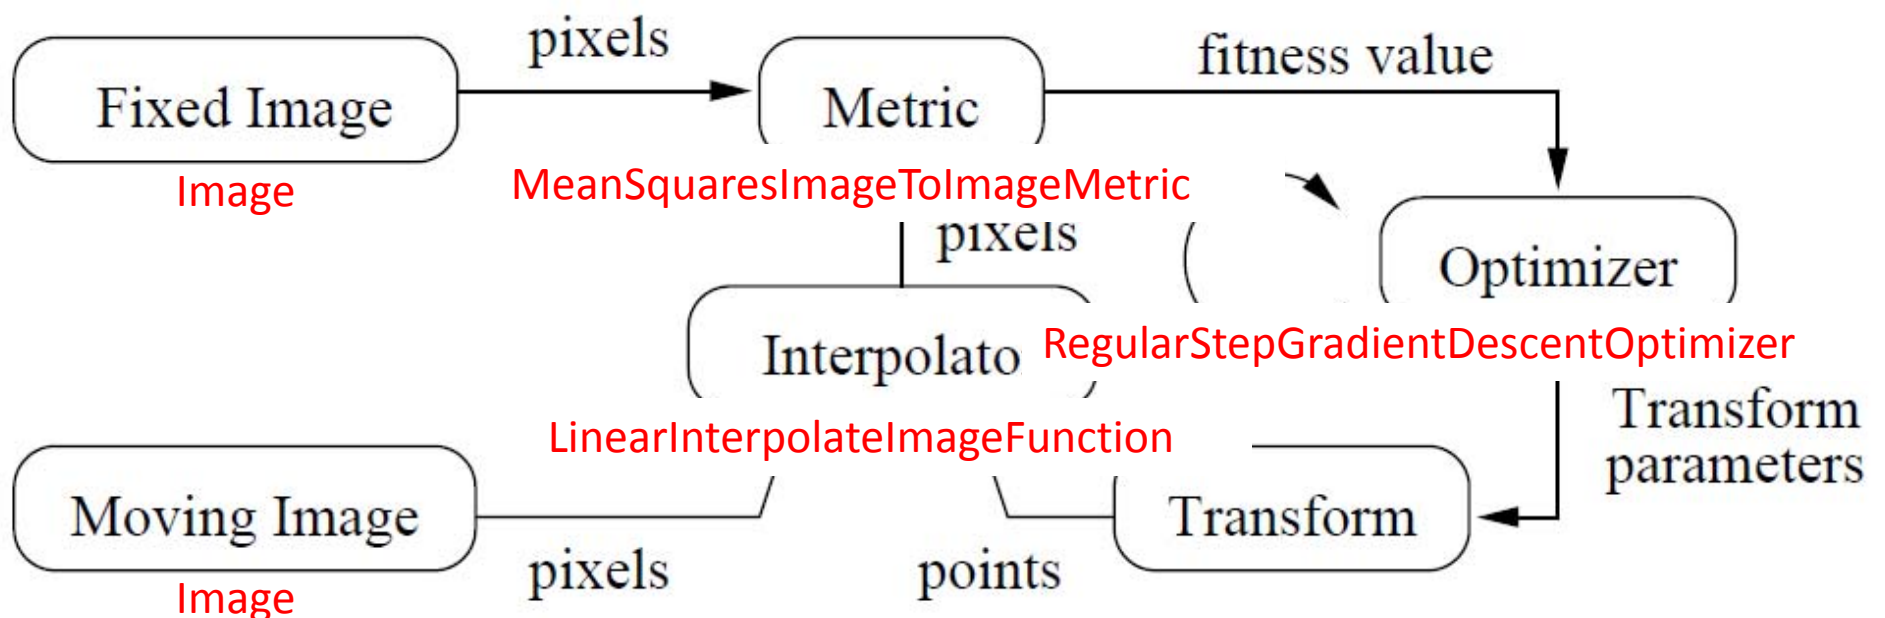 pixels
fitness value
Fixed Image
Metric
Image
MeanSquaresImageToImageMetric
pixels
Optimizer
Interpolato
RegularStepGradientDescentOptimizer
Transform
parameters
LinearInterpolateImageFunction
Moving Image
Transform
pixels
points
Image